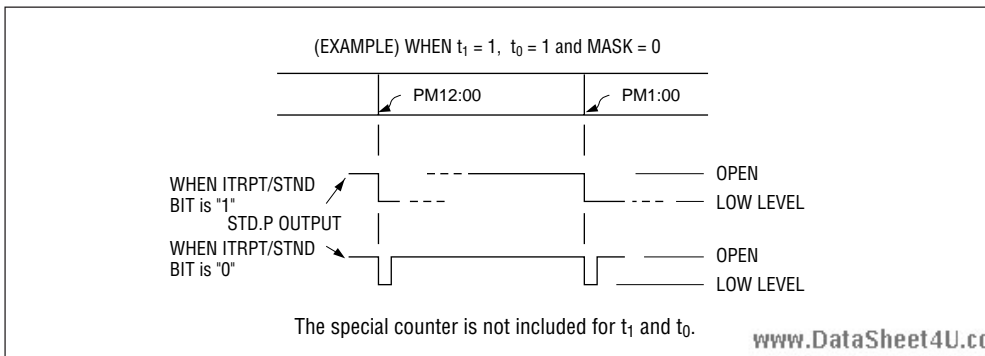 (EXAMPLE) WHEN t₁ = 1, t₀ = 1 and MASK = 0
PM12:00
PM1:00
WHEN ITRPT/STND
BIT is "1"
OPEN
LOW LEVEL
STD.P OUTPUT
WHEN ITRPT/STND
BIT is "0"
OPEN
LOW LEVEL
The special counter is not included for t₁ and t₀.
www.DataSheet4U.co